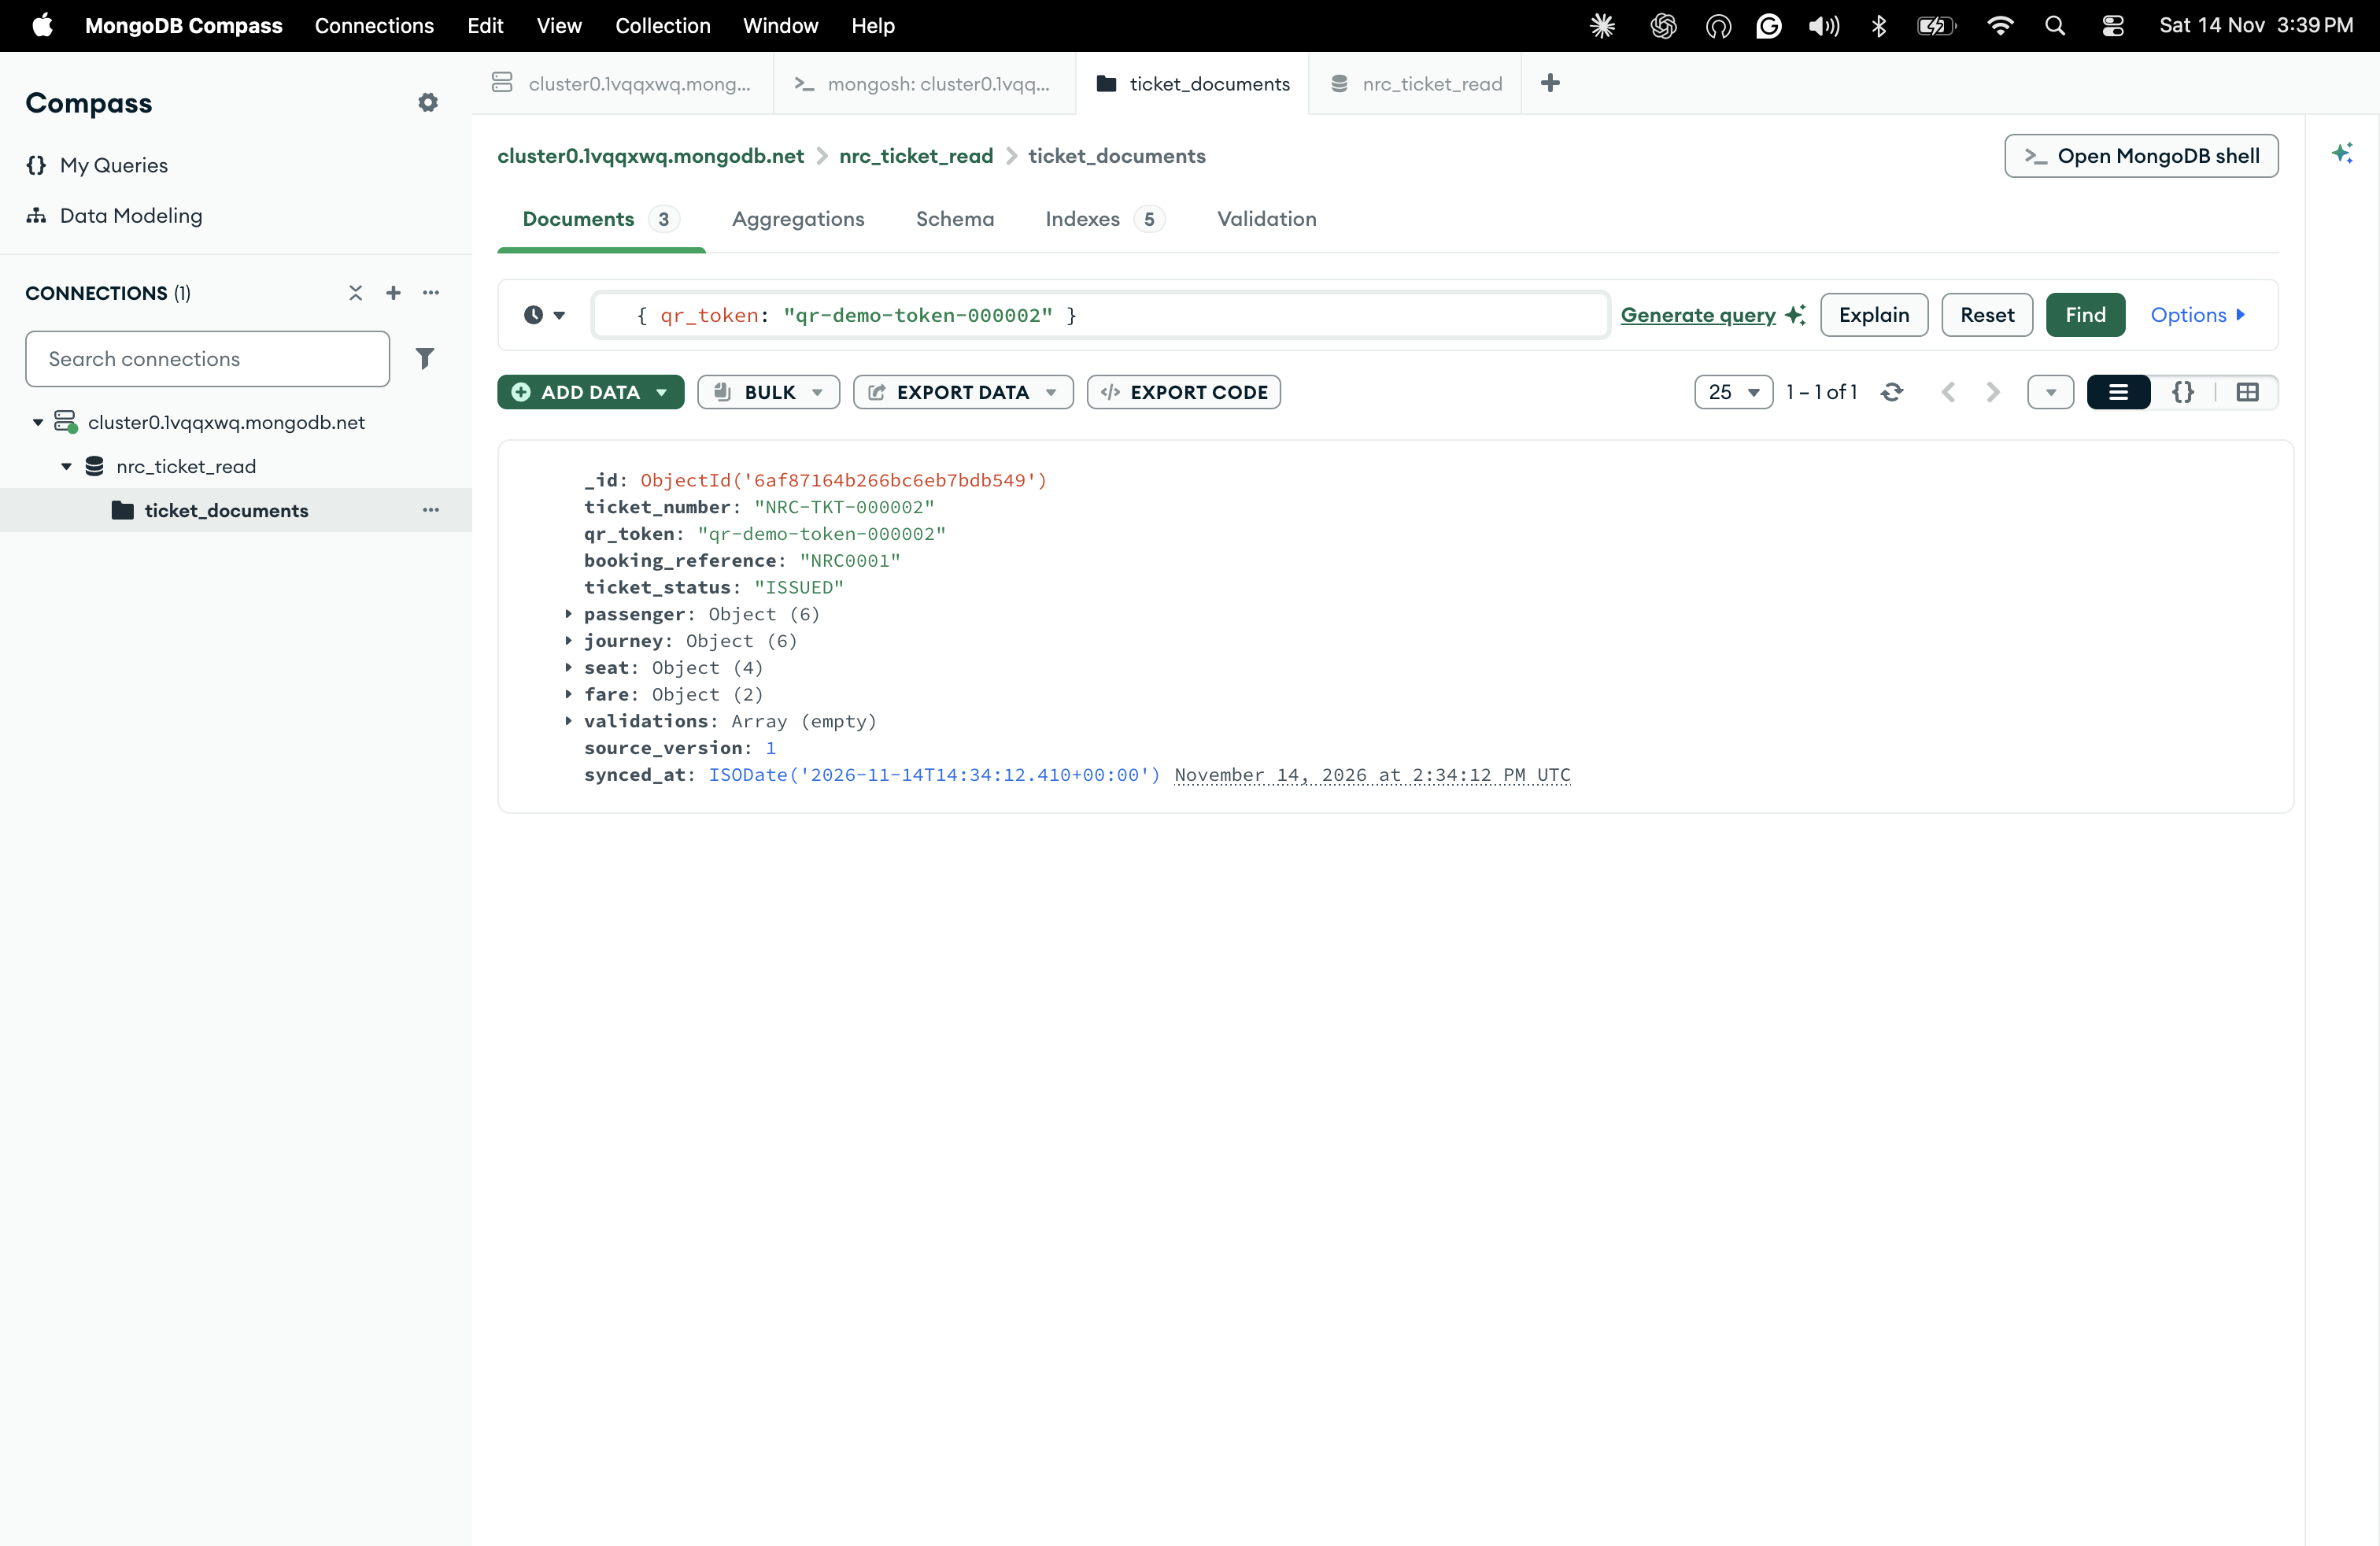 MongoDB Compass Connections Edit View Collection Window Help Sat 14 Nov 3:39 PM
Compass
My Queries
Data Modeling
CONNECTIONS (1)
Search connections
cluster0.1vqqxwq.mongodb.net
nrc_ticket_read
ticket_documents
cluster0.1vqqxwq.mong... mongosh: cluster0.1vqq... ticket_documents nrc_ticket_read
cluster0.1vqqxwq.mongodb.net > nrc_ticket_read > ticket_documents
Open MongoDB shell
Documents 3 Aggregations Schema Indexes 5 Validation
{ qr_token: "qr-demo-token-000002" } Generate query Explain Reset Find Options
ADD DATA BULK EXPORT DATA EXPORT CODE 25 1 – 1 of 1
_id: ObjectId('6af87164b266bc6eb7bdb549')
ticket_number: "NRC-TKT-000002"
qr_token: "qr-demo-token-000002"
booking_reference: "NRC0001"
ticket_status: "ISSUED"
passenger: Object (6)
journey: Object (6)
seat: Object (4)
fare: Object (2)
validations: Array (empty)
source_version: 1
synced_at: ISODate('2026-11-14T14:34:12.410+00:00') November 14, 2026 at 2:34:12 PM UTC